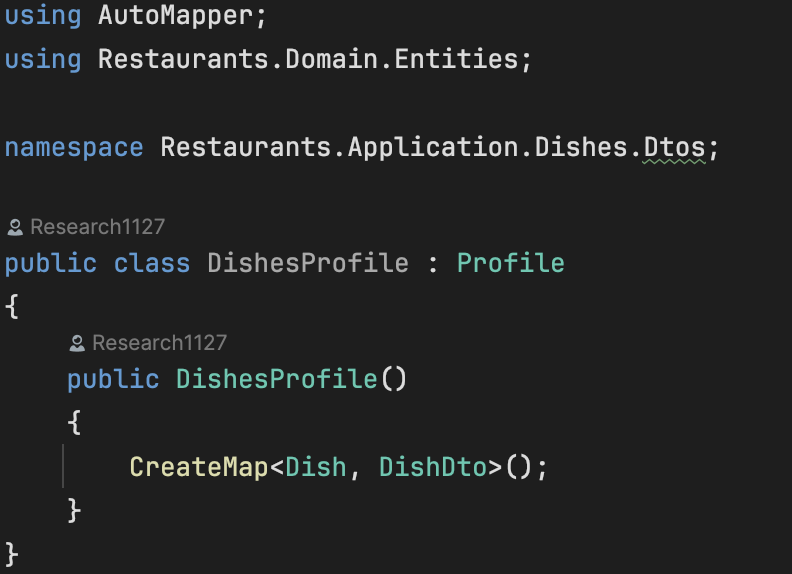 using AutoMapper;
using Restaurants.Domain.Entities;
namespace Restaurants.Application.Dishes.Dtos;
Research1127
public class DishesProfile : Profile
{
Research1127
public DishesProfile()
{
CreateMap<Dish, DishDto>();
}
}